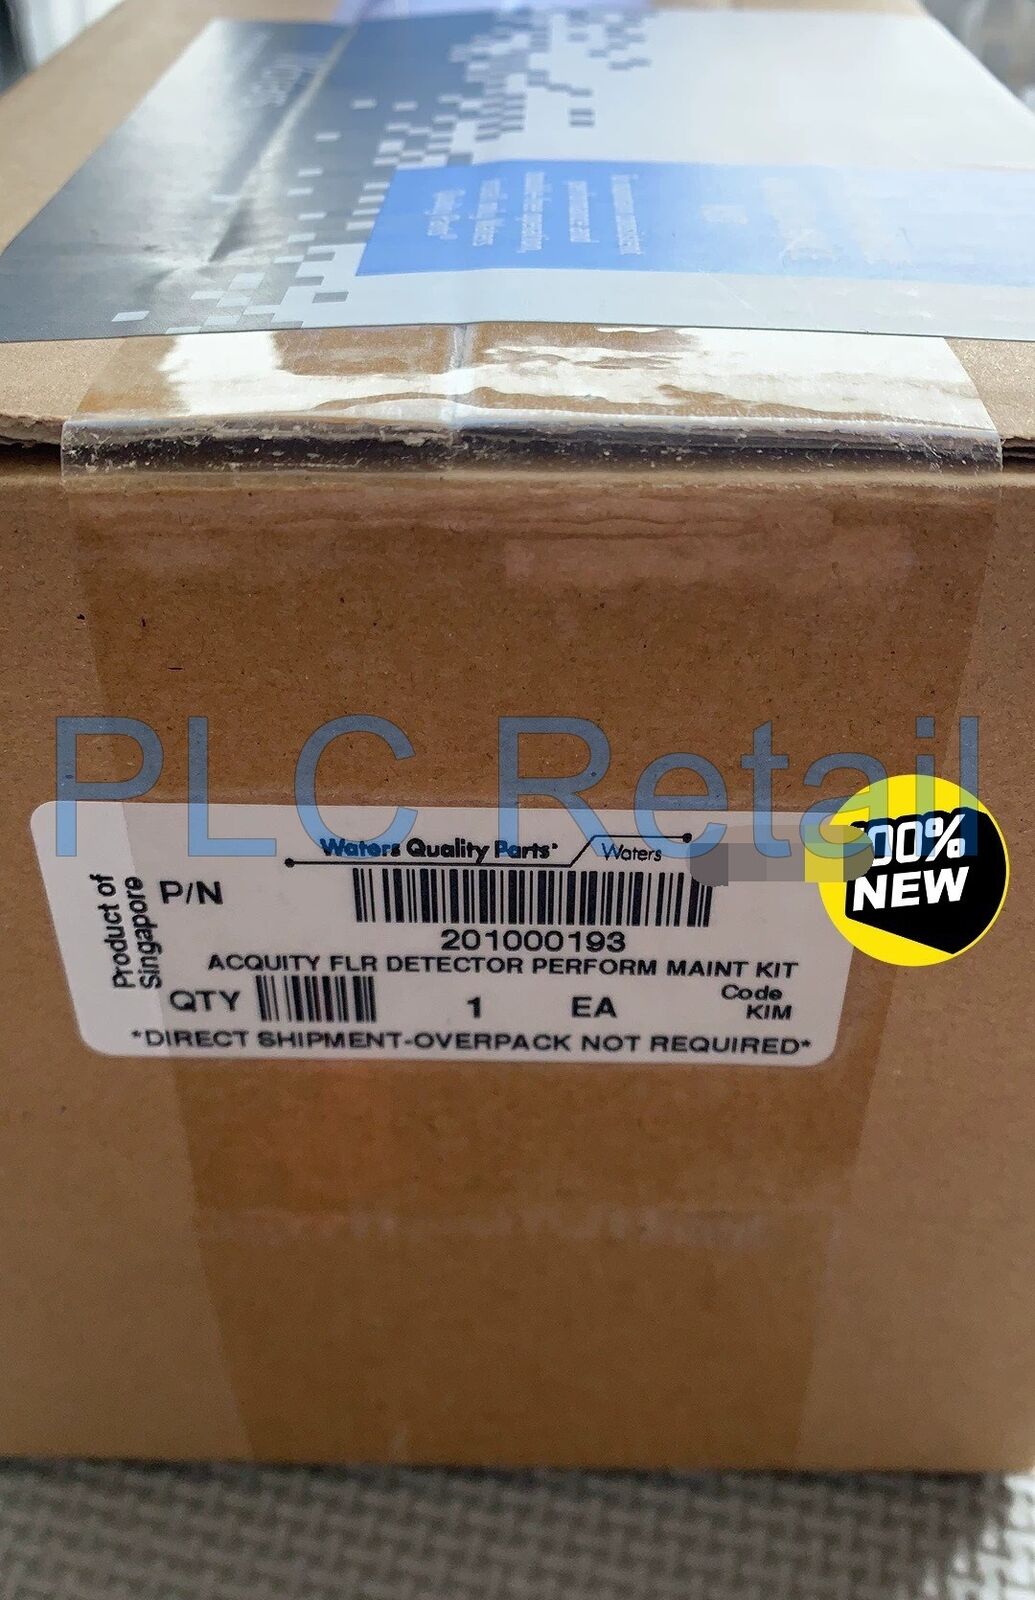 PLC Retail
Waters Quality Parts
Waters
Product of
Singapore
P/N
201000193
ACQUITY FLR DETECTOR PERFORM MAINT KIT
QTY
1 EA
Code
KIM
*DIRECT SHIPMENT-OVERPACK NOT REQUIRED*
100%
NEW